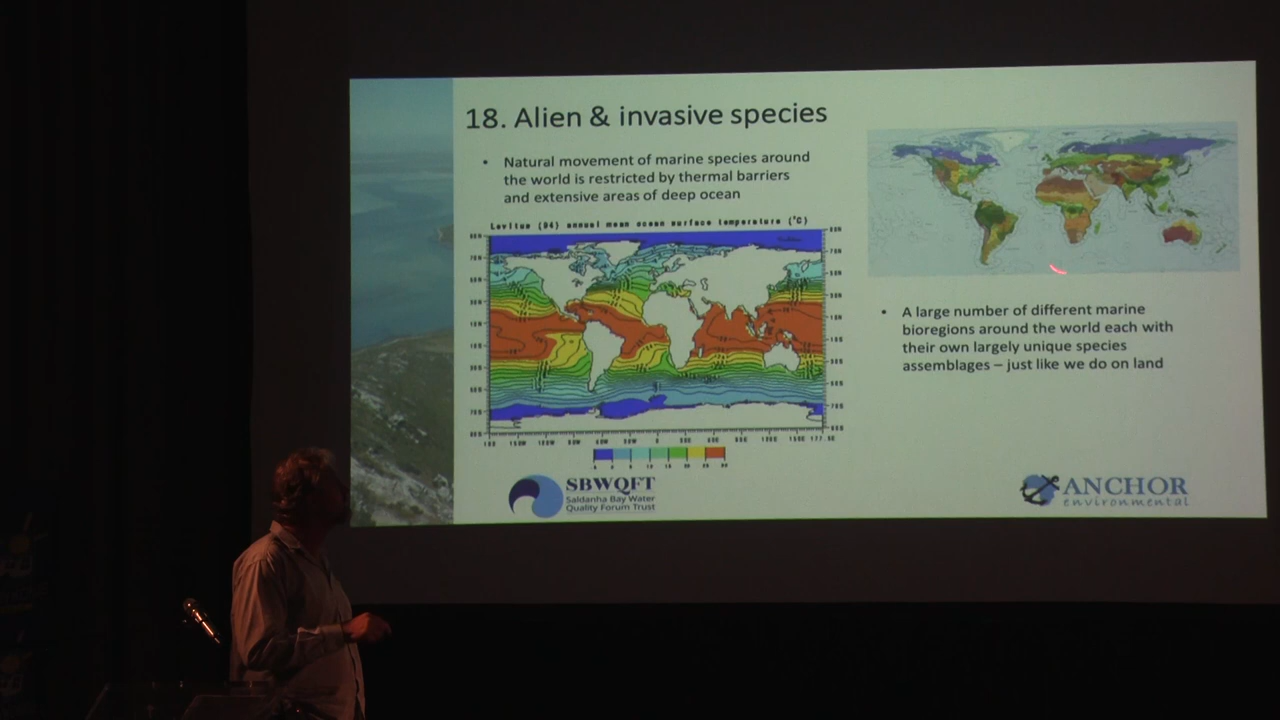 18. Alien & invasive species
• Natural movement of marine species around
the world is restricted by thermal barriers
and extensive areas of deep ocean
Levitus (94) annual mean ocean surface temperature (°C)
• A large number of different marine
bioregions around the world each with
their own largely unique species
assemblages – just like we do on land
SBWQFT
Saldanha Bay Water
Quality Forum Trust
ANCHOR
environmental